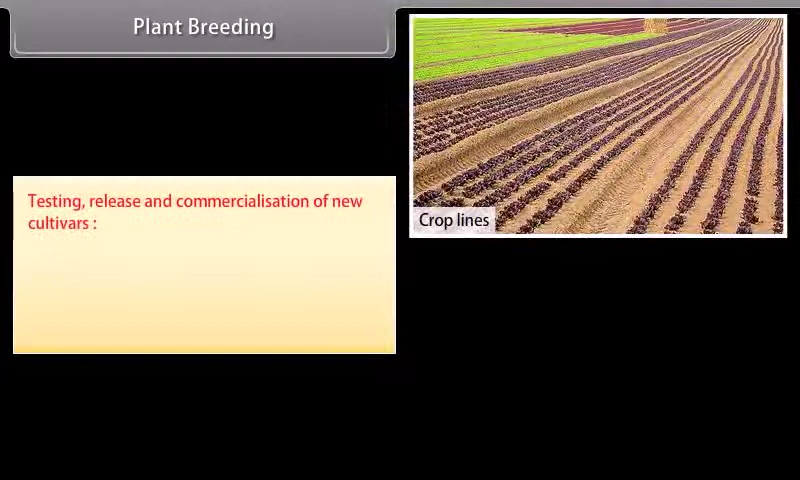 Plant Breeding
Testing, release and commercialisation of new
cultivars :
Crop lines